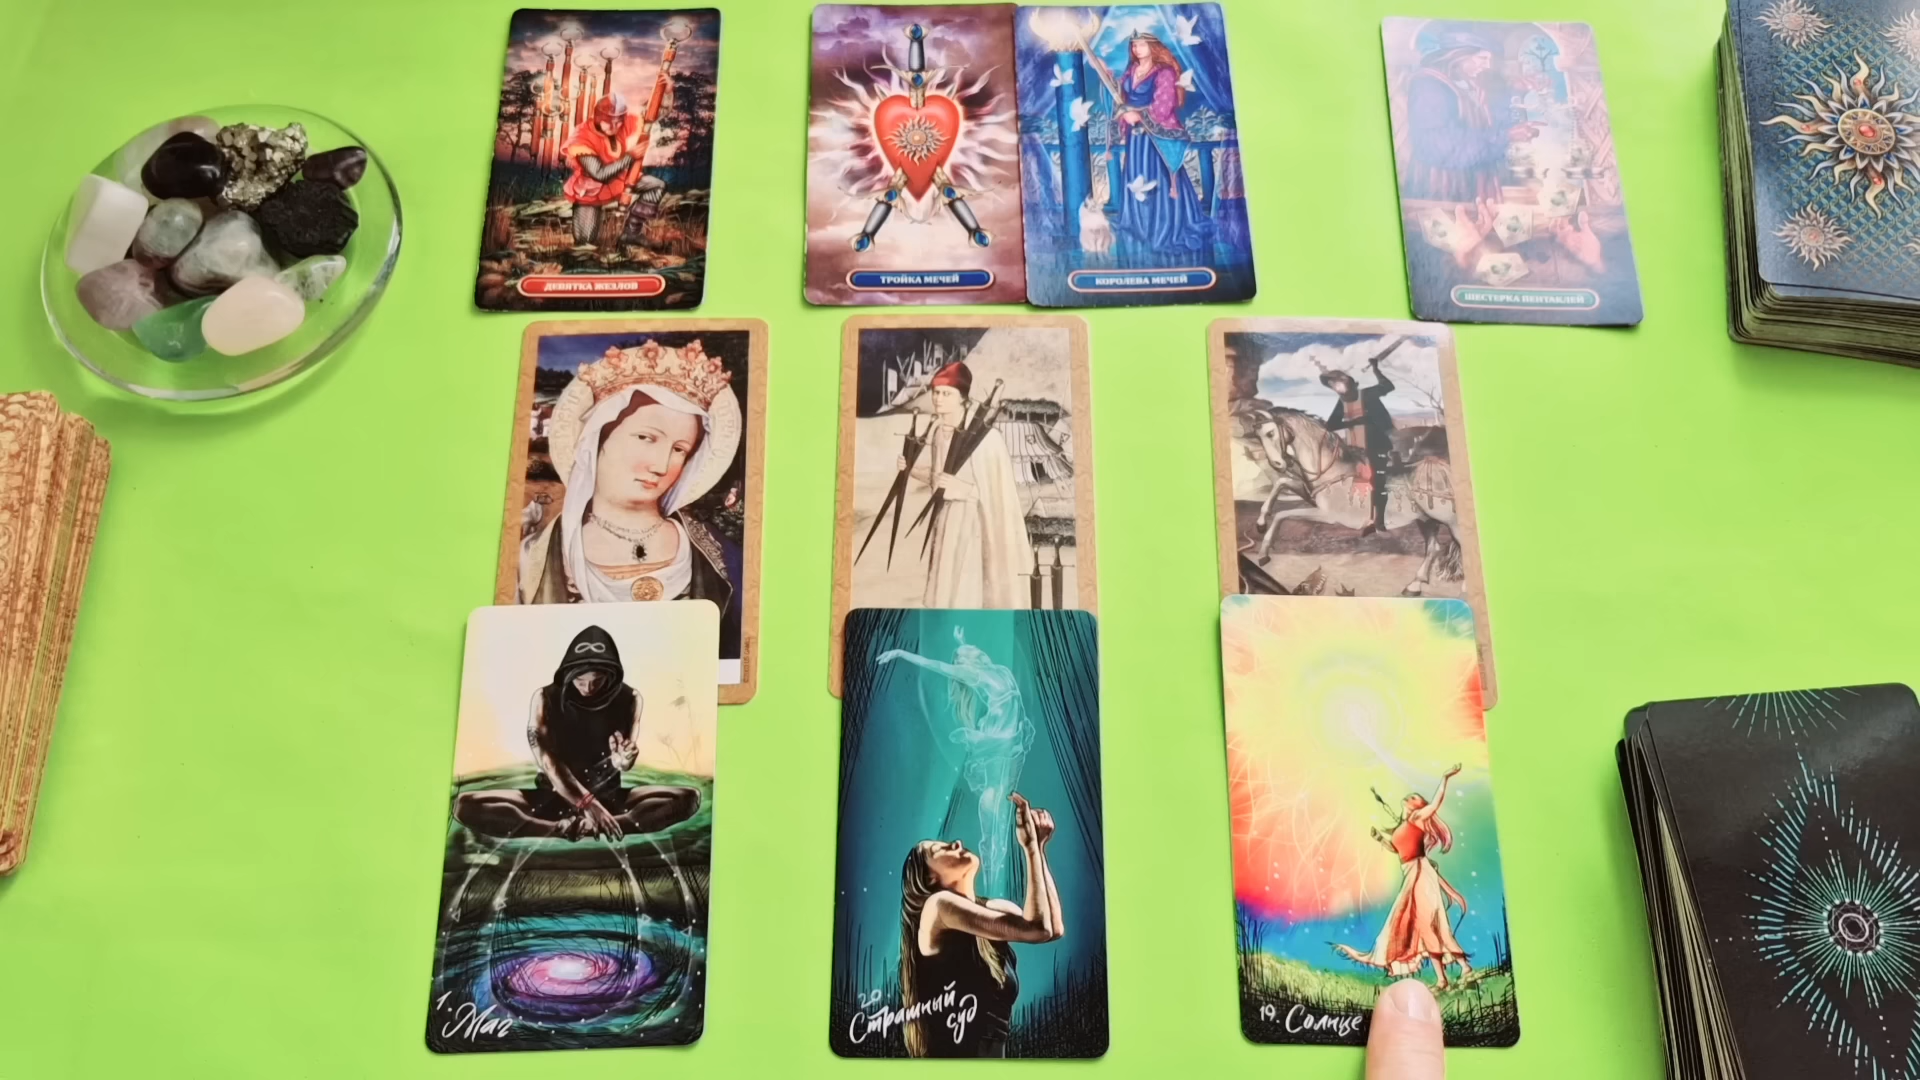 ДЕВЯТКА ЖЕЗЛОВ
ТРОЙКА МЕЧЕЙ
КОРОЛЕВА МЕЧЕЙ
ШЕСТЕРКА ПЕНТАКЛЕЙ
1.
Маг
20
Страшный
суд
19. Солнце